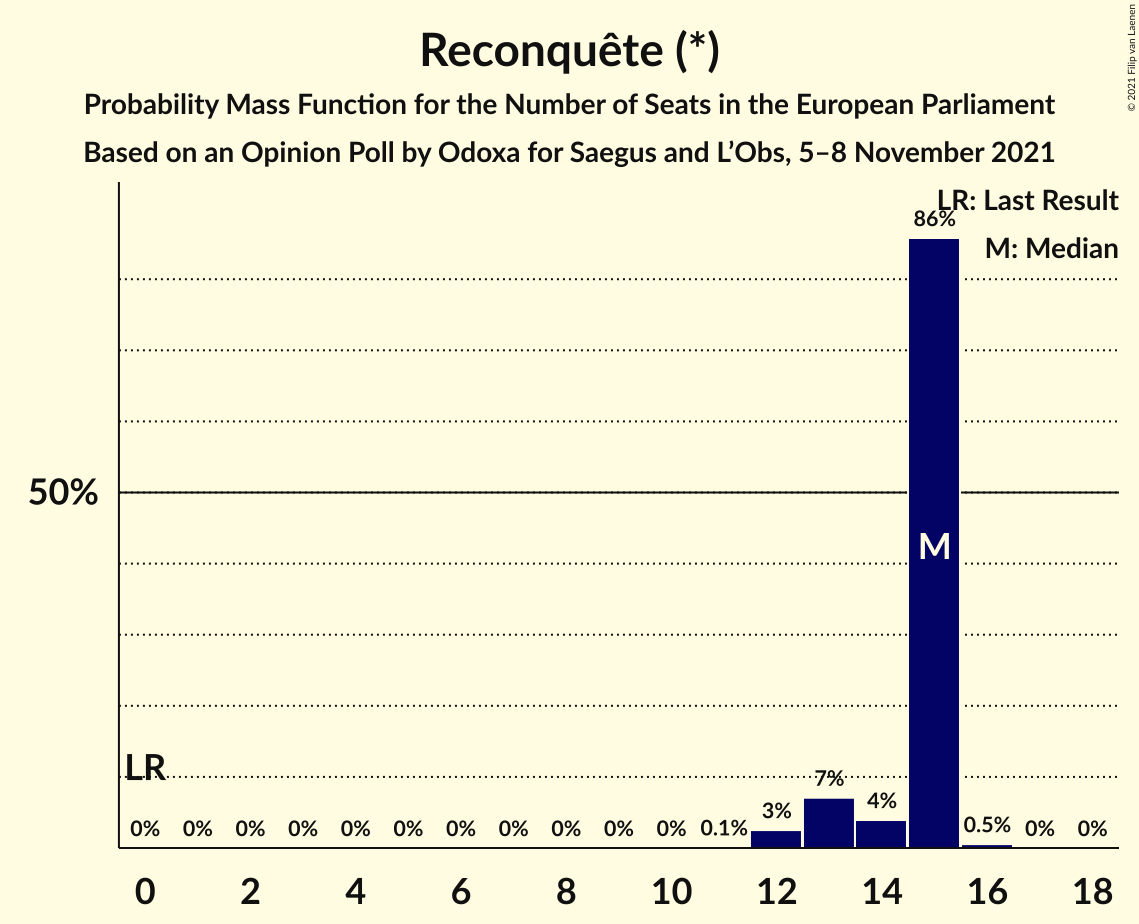 Reconquête (*)
Probability Mass Function for the Number of Seats in the European Parliament
Based on an Opinion Poll by Odoxa for Saegus and L’Obs, 5–8 November 2021
© 2021 Filip van Laenen
LR: Last Result
86%
M: Median
50%
M
LR
7%
3%
4%
0% 0% 0% 0% 0% 0% 0% 0% 0% 0% 0% 0.1% 0.5% 0% 0%
0 2 4 6 8 10 12 14 16 18